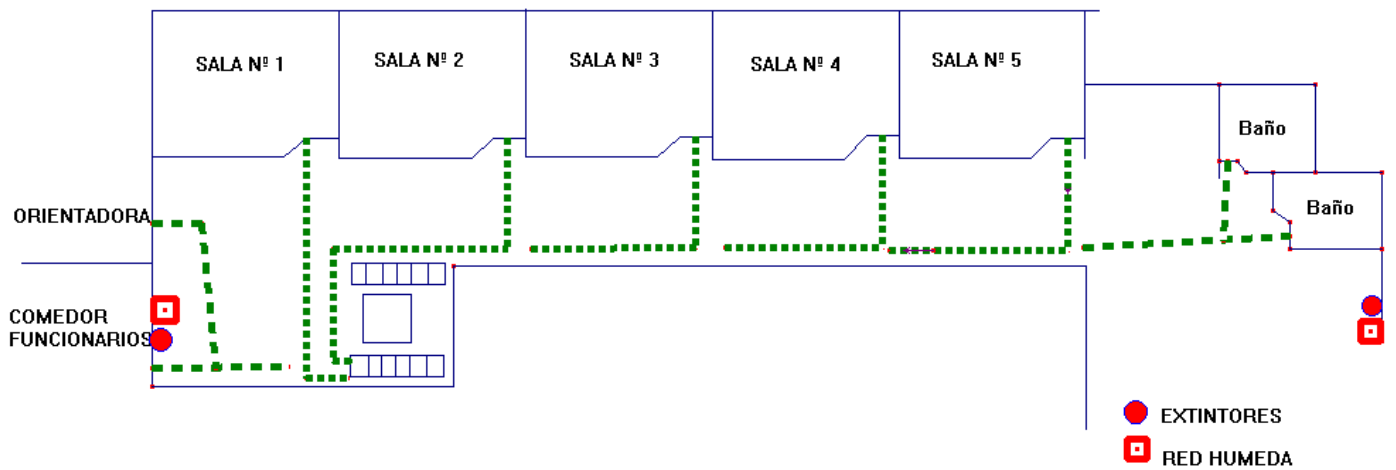 SALA Nº 1
SALA Nº 2
SALA Nº 3
SALA Nº 4
SALA Nº 5
Baño
Baño
ORIENTADORA
COMEDOR
FUNCIONARIOS
EXTINTORES
RED HUMEDA